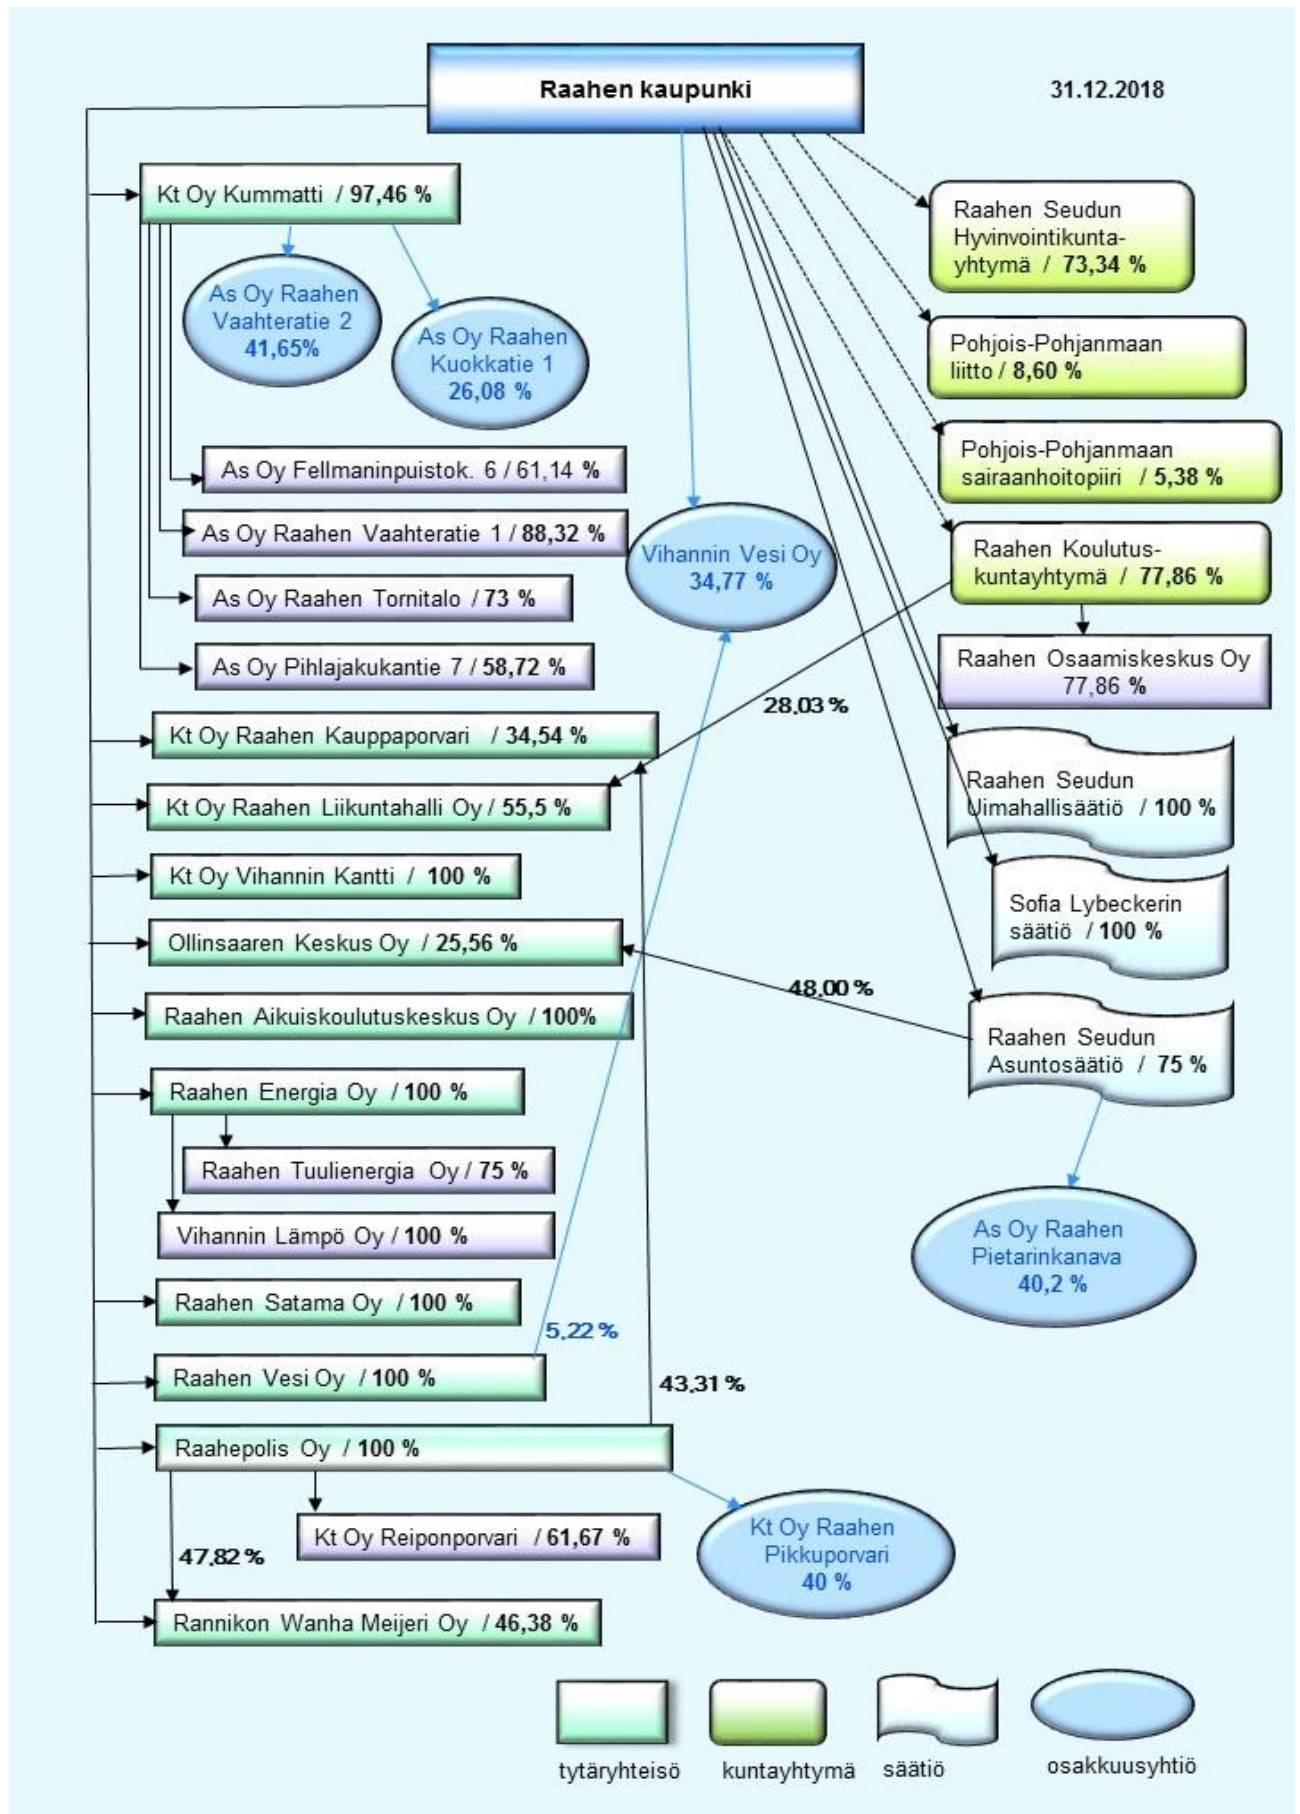 Raahen kaupunki
31.12.2018
Kt Oy Kummatti / 97,46 %
As Oy Raahen
Vaahteratie 2
41,65%
As Oy Raahen
Kuokkatie 1
26,08 %
As Oy Fellmaninpuistok. 6 / 61,14 %
As Oy Raahen Vaahteratie 1 / 88,32 %
As Oy Raahen Tornitalo / 73 %
As Oy Pihlajakukantie 7 / 58,72 %
Kt Oy Raahen Kauppaporvari / 34,54 %
Kt Oy Raahen Liikuntahalli Oy / 55,5 %
Kt Oy Vihannin Kantti / 100 %
Ollinsaaren Keskus Oy / 25,56 %
Raahen Aikuiskoulutuskeskus Oy / 100%
Raahen Energia Oy / 100 %
Raahen Tuulienergia Oy / 75 %
Vihannin Lämpö Oy / 100 %
Raahen Satama Oy / 100 %
Raahen Vesi Oy / 100 %
Raahepolis Oy / 100 %
Kt Oy Reiponporvari / 61,67 %
47,82 %
Rannikon Wanha Meijeri Oy / 46,38 %
Vihannin Vesi Oy
34,77 %
28,03 %
48,00 %
5,22 %
43,31 %
Kt Oy Raahen
Pikkuporvari
40 %
Raahen Seudun
Hyvinvointikunta-
yhtymä / 73,34 %
Pohjois-Pohjanmaan
liitto / 8,60 %
Pohjois-Pohjanmaan
sairaanhoitopiiri / 5,38 %
Raahen Koulutus-
kuntayhtymä / 77,86 %
Raahen Osaamiskeskus Oy
77,86 %
Raahen Seudun
Uimahallisäätiö / 100 %
Sofia Lybeckerin
säätiö / 100 %
Raahen Seudun
Asuntosäätiö / 75 %
As Oy Raahen
Pietarinkanava
40,2 %
tytäryhteisö
kuntayhtymä
säätiö
osakkuusyhtiö